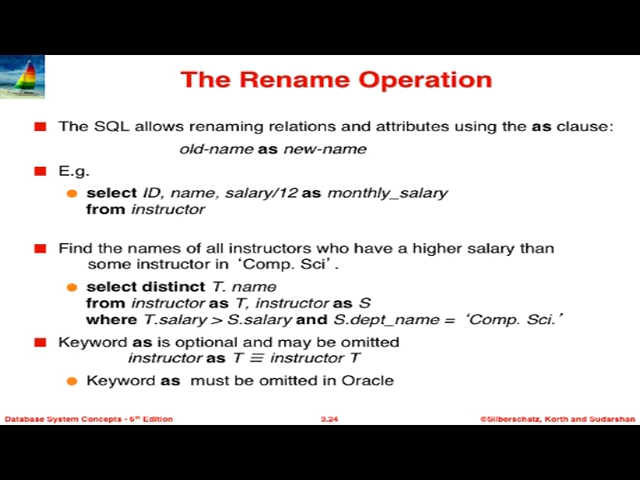 The Rename Operation
The SQL allows renaming relations and attributes using the as clause:
old-name as new-name
E.g.
select ID, name, salary/12 as monthly_salary
from instructor
Find the names of all instructors who have a higher salary than
some instructor in ‘Comp. Sci’.
select distinct T. name
from instructor as T, instructor as S
where T.salary > S.salary and S.dept_name = ‘Comp. Sci.’
Keyword as is optional and may be omitted
instructor as T ≡ instructor T
Keyword as must be omitted in Oracle
Database System Concepts - 6th Edition
3.24
©Silberschatz, Korth and Sudarshan